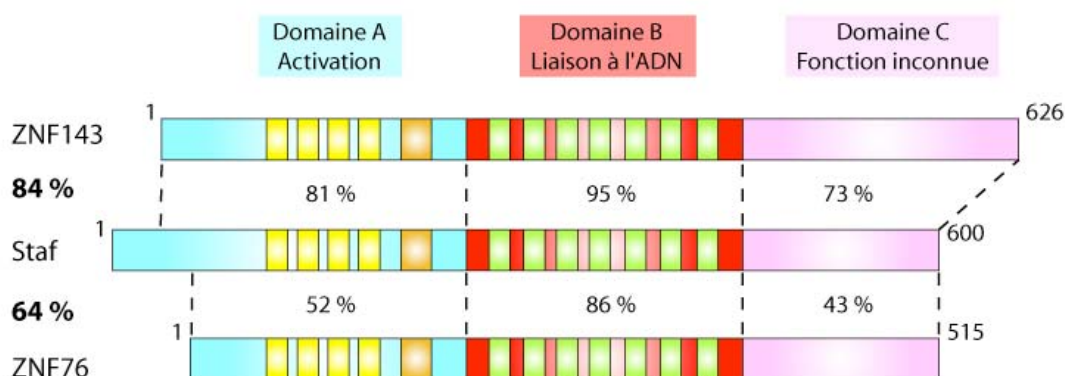 Domaine A
Activation
Domaine B
Liaison à l'ADN
Domaine C
Fonction inconnue
1
626
ZNF143
84 %
81 %
95 %
73 %
1
600
Staf
64 %
52 %
86 %
43 %
1
515
ZNF76